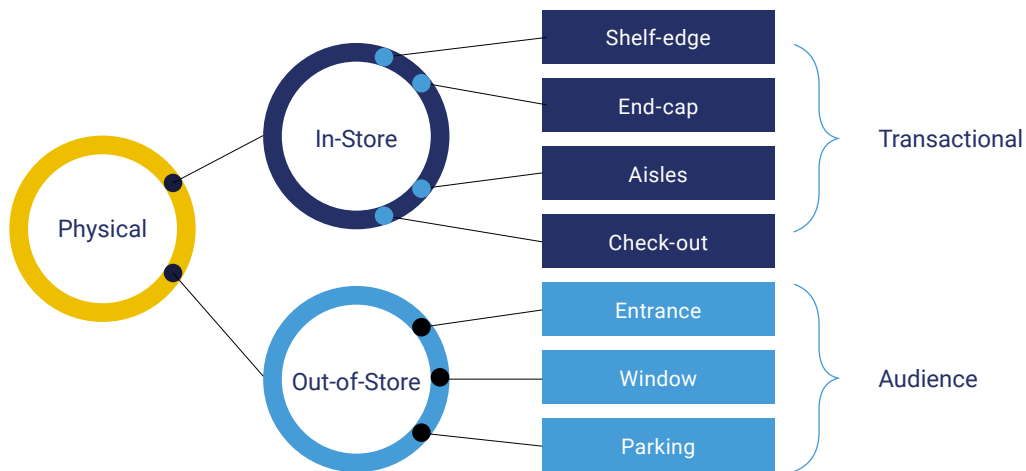 Physical
In-Store
Shelf-edge
End-cap
Aisles
Check-out
Transactional
Out-of-Store
Entrance
Window
Parking
Audience